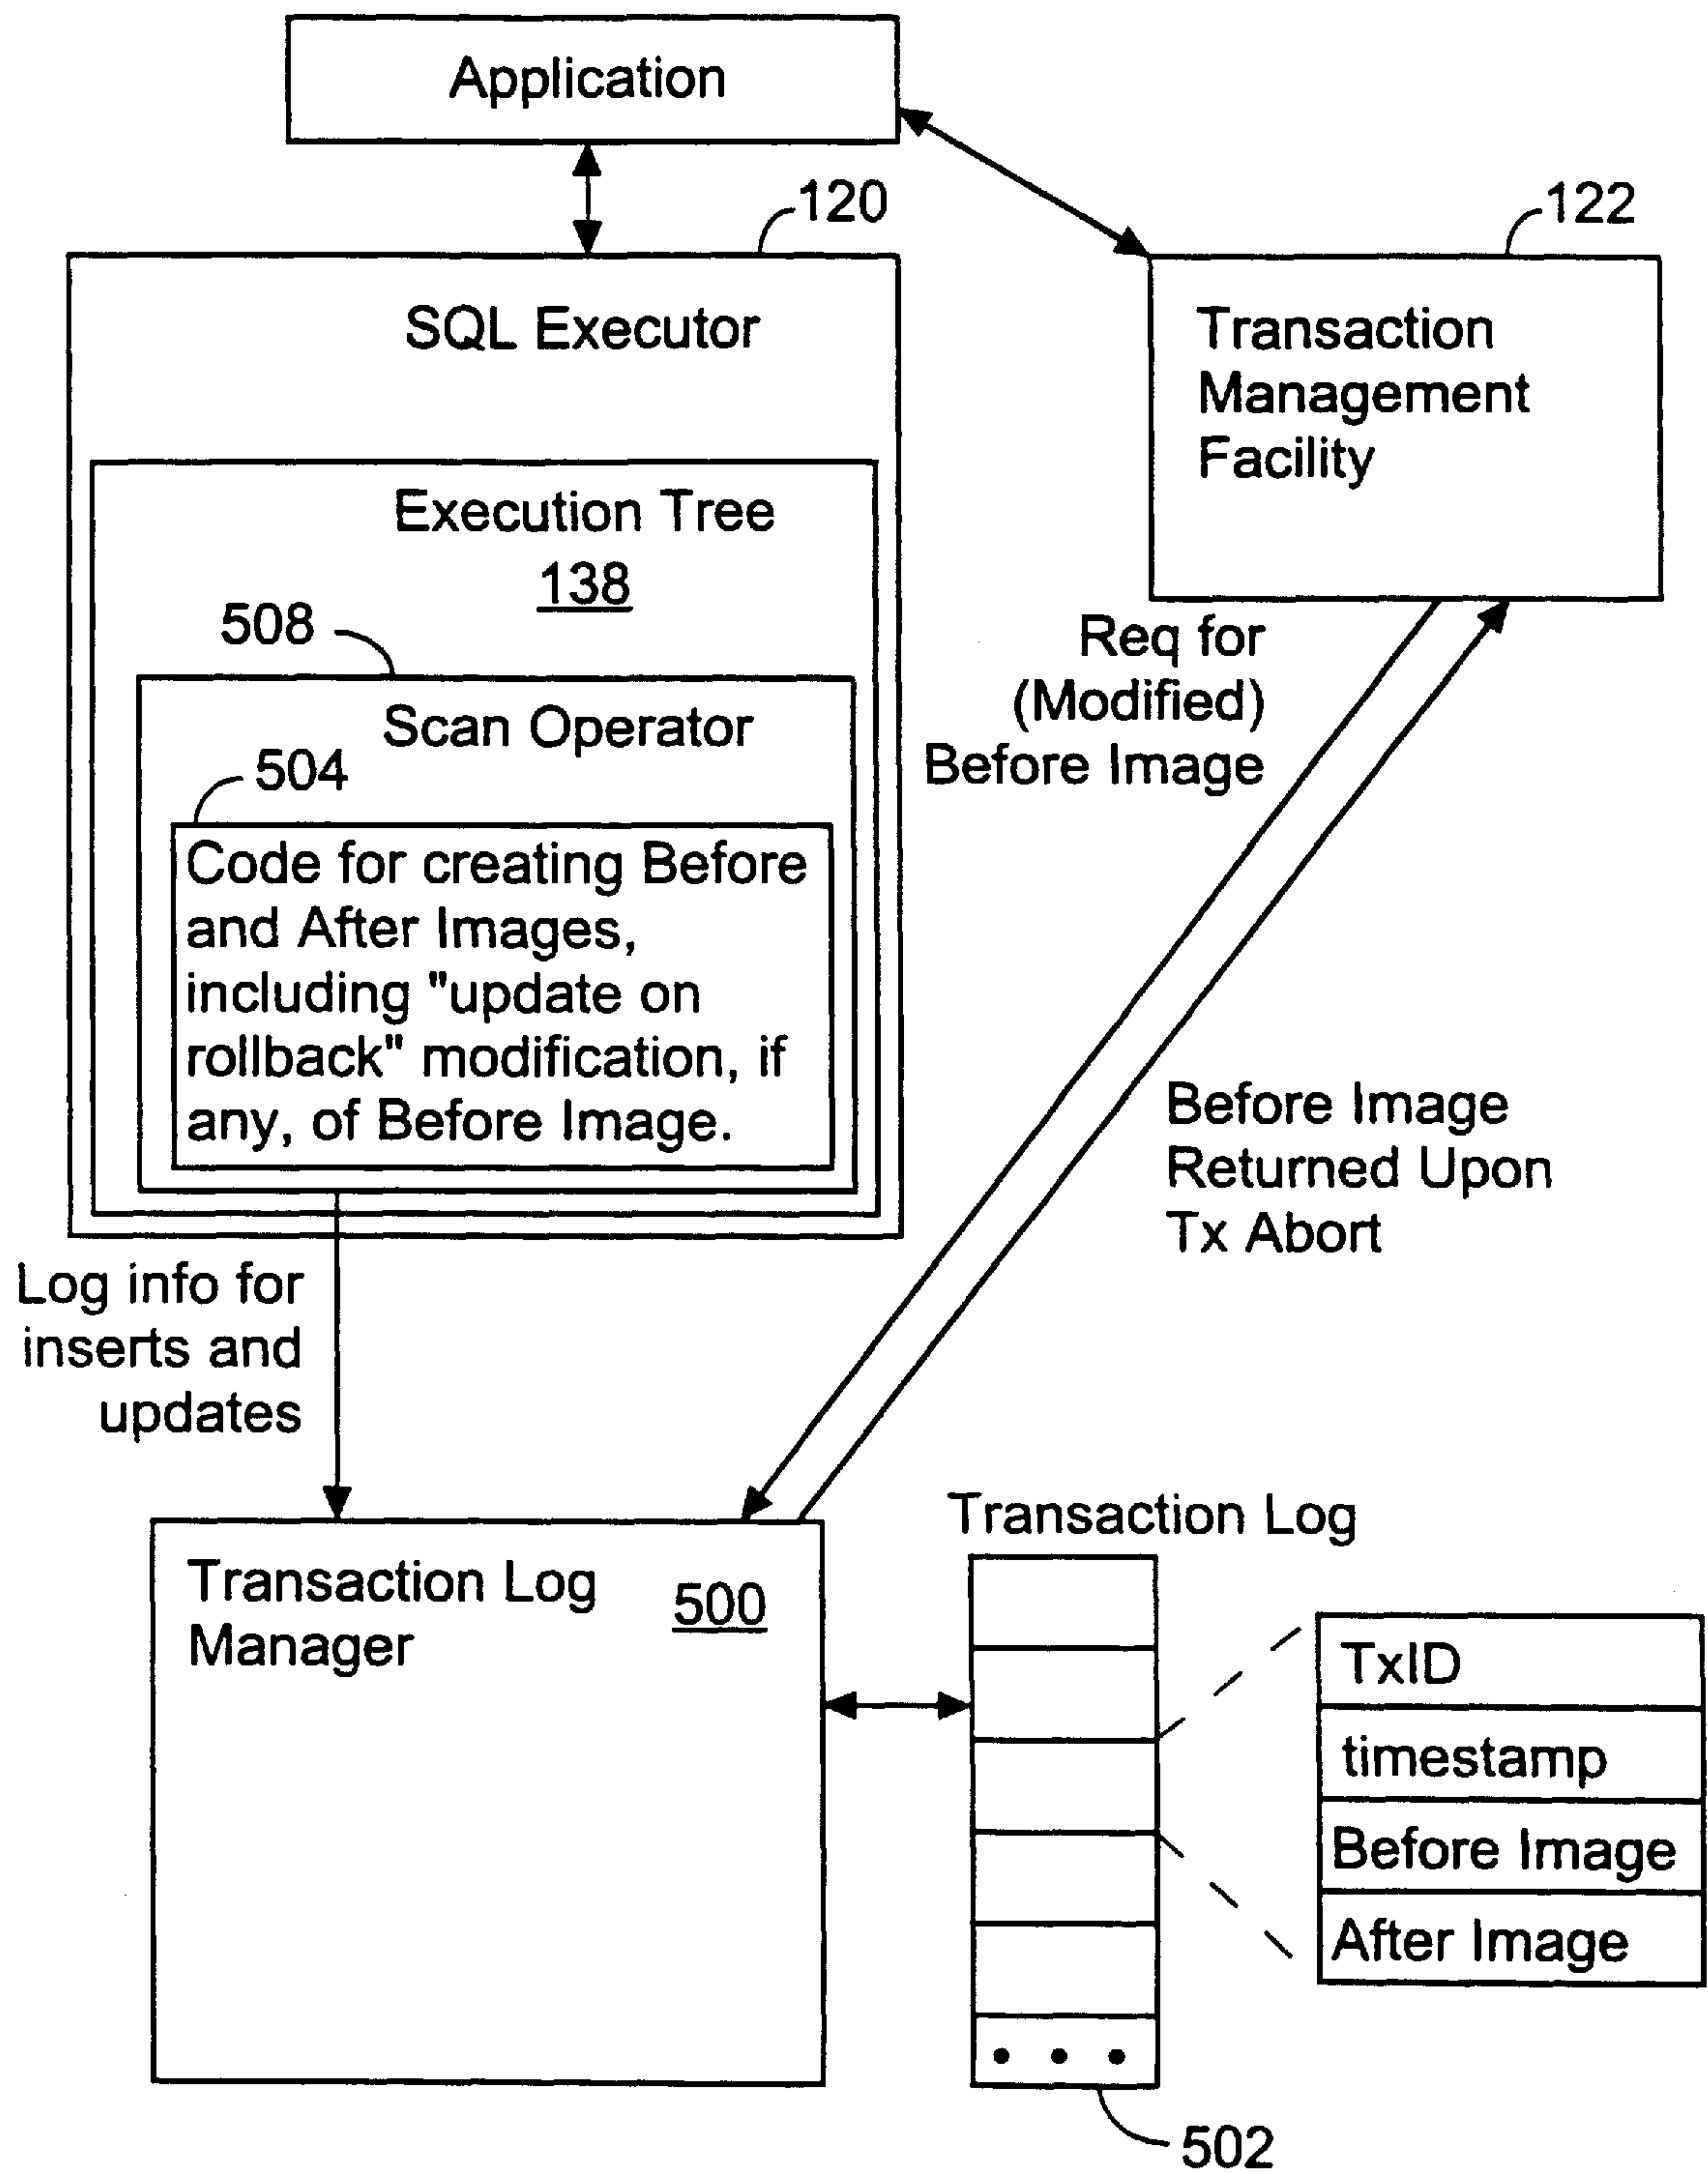 Application
120
122
SQL Executor
Transaction
Management
Facility
Execution Tree
138
508
Scan Operator
504
Code for creating Before
and After Images,
including "update on
rollback" modification, if
any, of Before Image.
Req for
(Modified)
Before Image
Before Image
Returned Upon
Tx Abort
Log info for
inserts and
updates
Transaction Log
Manager
500
Transaction Log
TxID
timestamp
Before Image
After Image
• • •
502